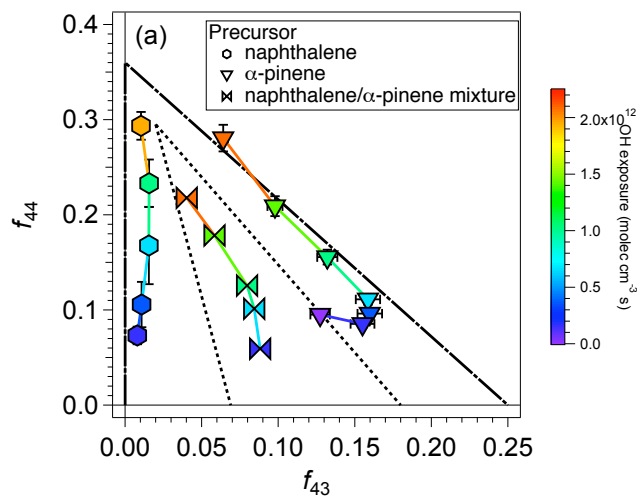 (a)
Precursor
naphthalene
α-pinene
naphthalene/α-pinene mixture
0.4
0.3
0.2
0.1
0.0
f44
0.00 0.05 0.10 0.15 0.20 0.25
f43
2.0x10^12
1.5
1.0
0.5
0.0
OH exposure (molec cm-3 s)